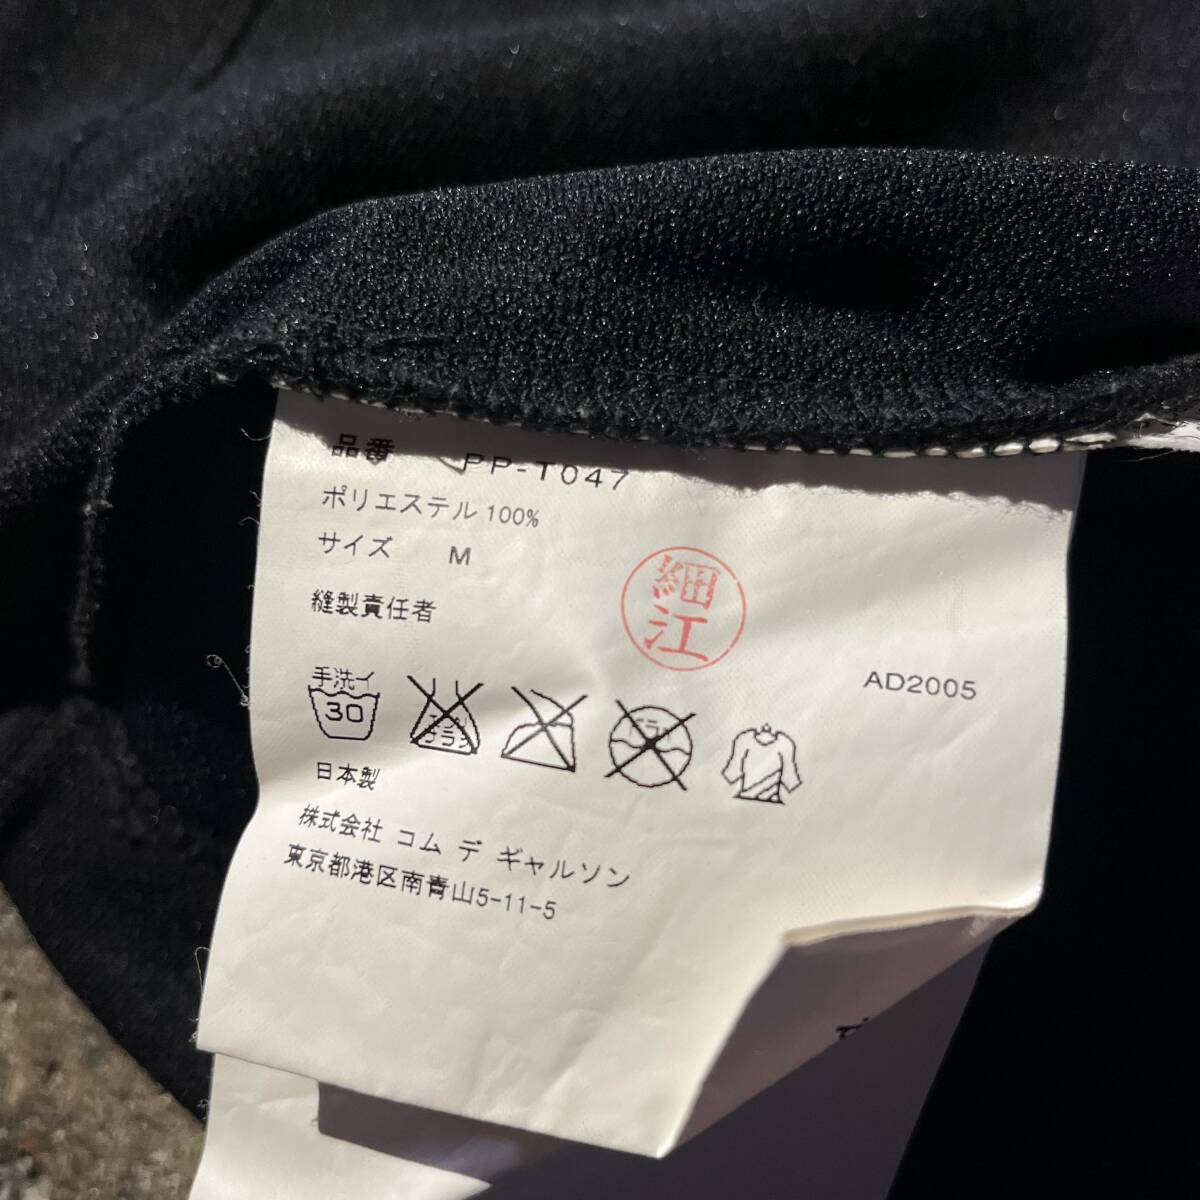 品番 PP-T047
ポリエステル 100%
サイズ M
縫製責任者
細江
AD2005
手洗イ
30
日本製
株式会社 コム デ ギャルソン
東京都港区南青山5-11-5